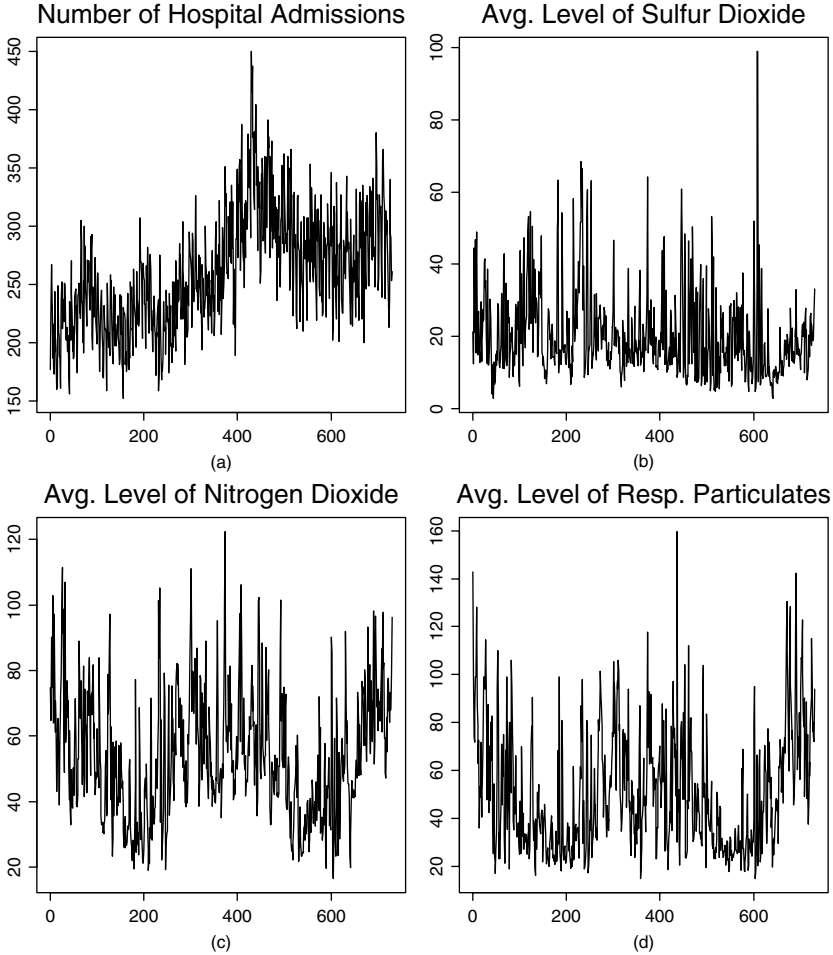 Number of Hospital Admissions
450
400
350
300
250
200
150
0 200 400 600
(a)
Avg. Level of Sulfur Dioxide
100
80
60
40
20
0
0 200 400 600
(b)
Avg. Level of Nitrogen Dioxide
120
100
80
60
40
20
0 200 400 600
(c)
Avg. Level of Resp. Particulates
160
140
120
100
80
60
40
20
0 200 400 600
(d)